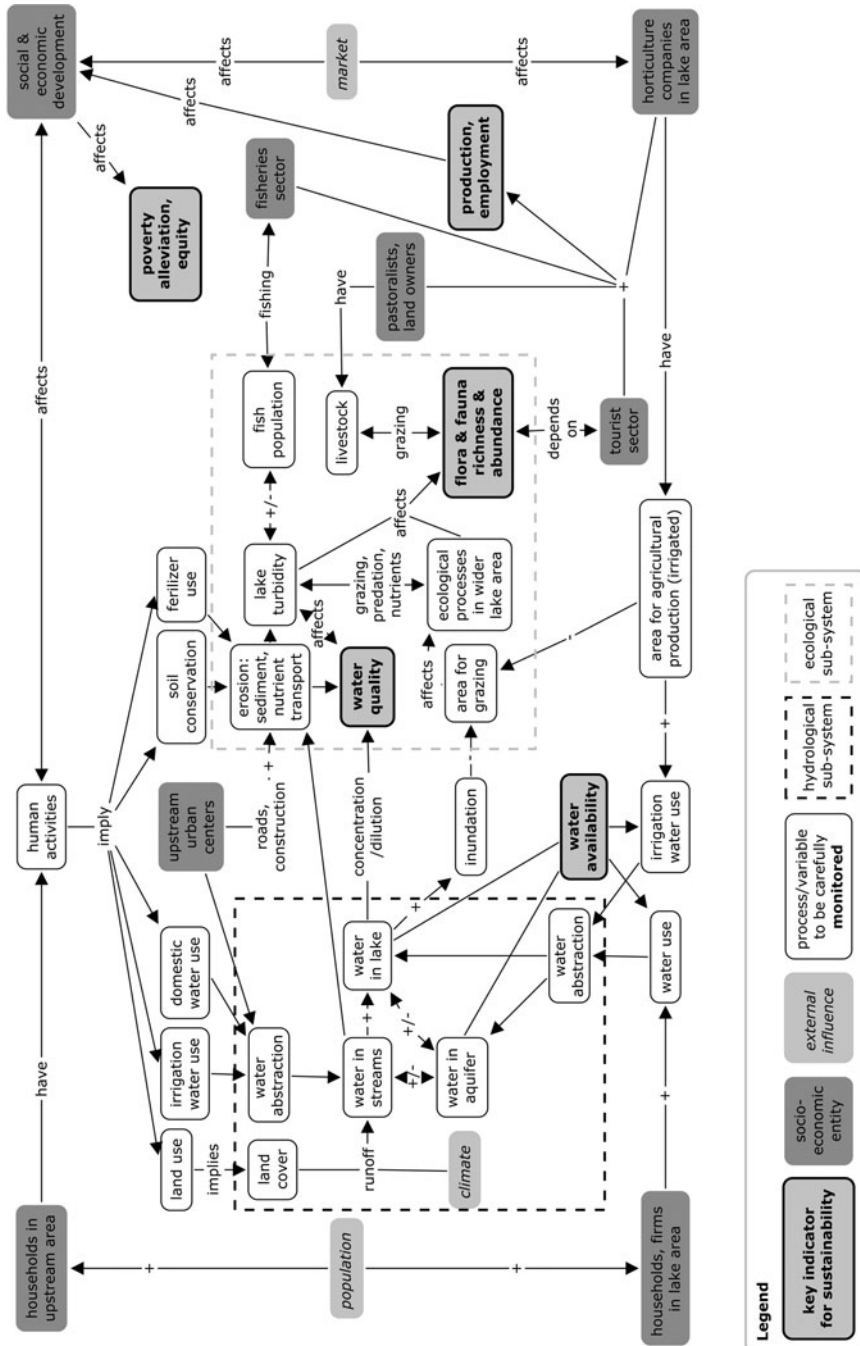 households in
upstream area
have
human
activities
affects
social &
economic
development
imply
affects
poverty
alleviation,
equity
affects
affects
market
affects
land use
irrigation
water use
domestic
water use
upstream
urban
centers
soil
conservation
ferilizer
use
implies
roads,
construction
+
land
cover
water
abstraction
erosion:
sediment,
nutrient
transport
lake
turbidity
+/-
fish
population
fishing
fisheries
sector
affects
population
+
+
runoff
climate
water in
streams
+
water
in lake
+/-
+/-
water in
aquifer
concentration
/dilution
water
quality
grazing,
predation,
nutrients
livestock
have
pastoralists,
land owners
grazing
affects
ecological
processes
in wider
lake area
affects
area for
grazing
flora & fauna
richness &
abundance
production,
employment
+
inundation
-
depends
on
+
water
abstraction
water
availability
tourist
sector
-
households, firms
in lake area
+
water use
irrigation
water use
+
area for agricultural
production (irrigated)
have
horticulture
companies
in lake area
Legend
key indicator
for sustainability
socio-
economic
entity
external
influence
process/variable
to be carefully
monitored
hydrological
sub-system
ecological
sub-system